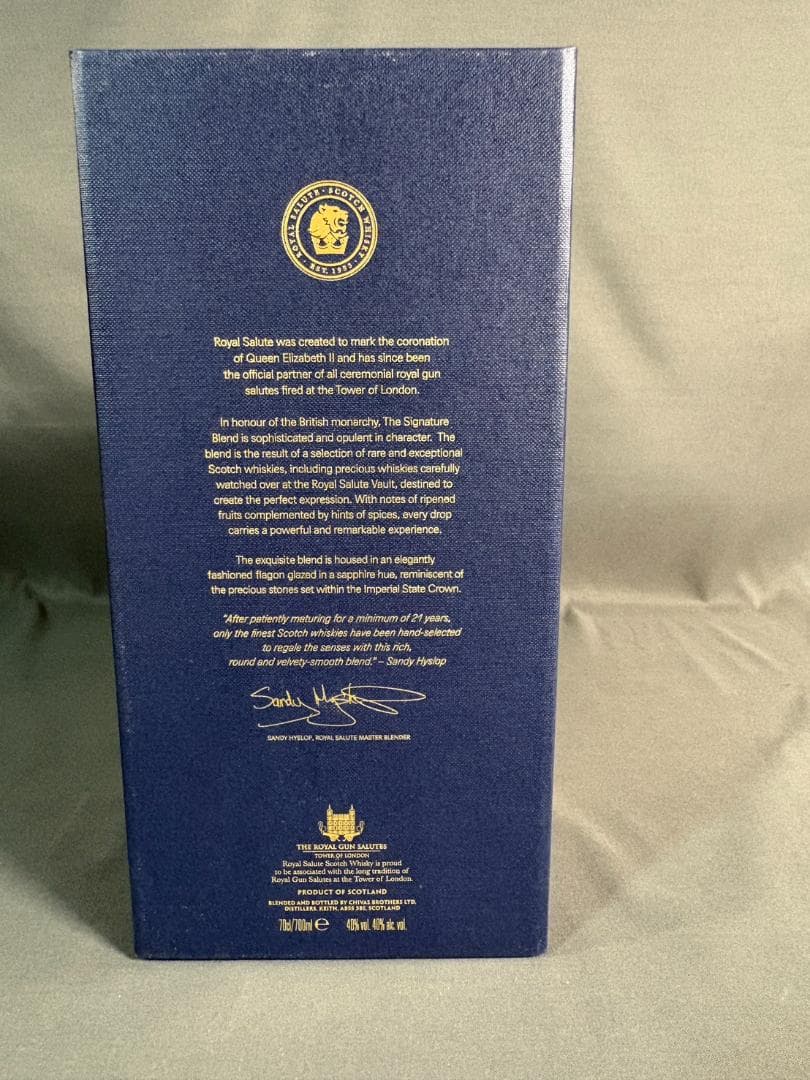 ROYAL SALUTE · SCOTCH WHISKY
· EST. 1953 ·
Royal Salute was created to mark the coronation
of Queen Elizabeth II and has since been
the official partner of all ceremonial royal gun
salutes fired at the Tower of London.
In honour of the British monarchy, The Signature
Blend is sophisticated and opulent in character. The
blend is the result of a selection of rare and exceptional
Scotch whiskies, including precious whiskies carefully
watched over at the Royal Salute Vault, destined to
create the perfect expression. With notes of ripened
fruits complemented by hints of spices, every drop
carries a powerful and remarkable experience.
The exquisite blend is housed in an elegantly
fashioned flagon glazed in a sapphire hue, reminiscent of
the precious stones set within the Imperial State Crown.
"After patiently maturing for a minimum of 21 years,
only the finest Scotch whiskies have been hand-selected
to regale the senses with this rich,
round and velvety-smooth blend." – Sandy Hyslop
Sandy Hyslop
SANDY HYSLOP, ROYAL SALUTE MASTER BLENDER
THE ROYAL GUN SALUTES
TOWER OF LONDON
Royal Salute Scotch Whisky is proud
to be associated with the long tradition of
Royal Gun Salutes at the Tower of London.
PRODUCT OF SCOTLAND
BLENDED AND BOTTLED BY CHIVAS BROTHERS LTD,
DISTILLERS, KEITH, AB55 5BS, SCOTLAND
70cl/700ml ℮ 40% vol. 40% alc. vol.